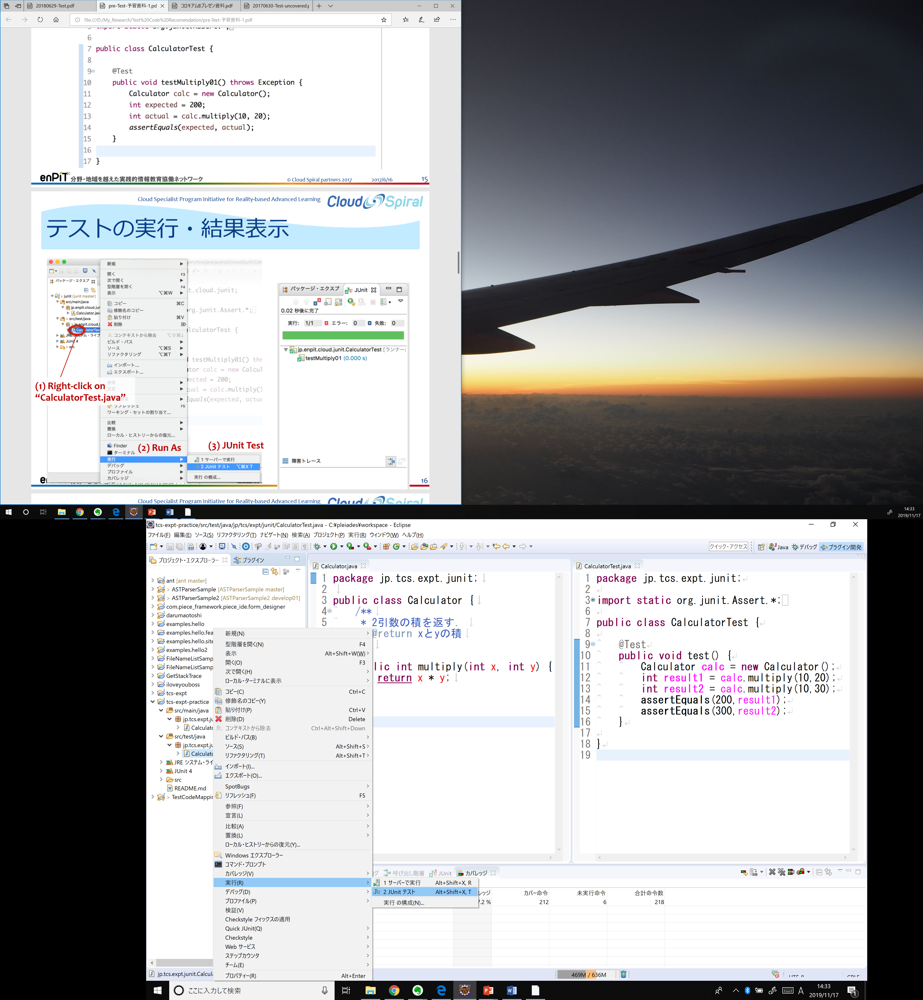 20180629-Test.pdf
pre-Test-予習資料-1.pd
コロキアムBプレゼン資料.pdf
20170630-Test-uncovered.p
file:///D:/My_Research/Test%20Code%20Recomendation/pre-Test-予習資料-1.pdf
6
7 public class CalculatorTest {
8
9 @Test
10 public void testMultiply01() throws Exception {
11 Calculator calc = new Calculator();
12 int expected = 200;
13 int actual = calc.multiply(10, 20);
14 assertEquals(expected, actual);
15 }
16
17 }
enPiT 分野・地域を越えた実践的情報教育協働ネットワーク
© Cloud Spiral partners 2017 2017/6/16 15
Cloud Specialist Program Initiative for Reality-based Advanced Learning Cloud Spiral
テストの実行・結果表示
新規
開く F3
次で開く
型階層を開く F4
表示 ⌥⌘W
コピー ⌘C
修飾名のコピー
貼り付け ⌘V
削除
コンテキストから除去
ビルド・パス
ソース ⌥⌘S
リファクタリング ⌥⌘T
インポート...
エクスポート...
参照
宣言
リフレッシュ F5
ワーキング・セットの割り当て...
比較
置換
ローカル・ヒストリーからの復元...
Finder
ターミナル
実行
デバッグ
プロファイル
カバレッジ
1 サーバーで実行
2 JUnit テスト ⌥⌘X T
実行 の構成...
パッケージ・エクスプ
junit [junit master]
src/main/java
jp.enpit.cloud.jun
Calculator.java
src/test/java
jp.enpit.cloud.j
CalculatorTes
JRE システム・ライブ
JUnit 4
src
(1) Right-click on
“CalculatorTest.java”
(2) Run As
(3) JUnit Test
パッケージ・エクスプ JUnit
0.02 秒後に完了
実行: 1/1 エラー: 0 失敗: 0
jp.enpit.cloud.junit.CalculatorTest [ランナー:
testMultiply01 (0.000 s)
障害トレース
16
Cloud Specialist Program Initiative for Reality-based Advanced Learning Cloud Spiral
14:33
2019/11/17
tcs-expt-practice/src/test/java/jp/tcs/expt/junit/CalculatorTest.java - C:¥pleiades¥workspace - Eclipse
ファイル(F) 編集(E) ソース(S) リファクタリング(T) ナビゲート(N) 検索(A) プロジェクト(P) 実行(R) ウィンドウ(W) ヘルプ(H)
クイック・アクセス Java デバッグ プラグイン開発
プロジェクト・エクスプローラー プラグイン
ant [ant master]
> ASTParserSample [ASTParserSample master]
> ASTParserSample2 [ASTParserSample2 develop01]
com.piece_framework.piece_ide.form_designer
darumaotoshi
examples.hello
examples.hello.fea
examples.hello.site
examples.hello2
FileNameListSamp
FileNameListSamp
GetStackTrace
iloveyouboss
tcs-expt
tcs-expt-practice
src/main/java
jp.tcs.expt.ju
Calculato
src/test/java
jp.tcs.expt.ju
Calculato
JRE システム・ライ
JUnit 4
src
README.md
> TestCodeMappin
jp.tcs.expt.junit.Calcul
新規(N)
型階層を開く(N) F4
表示 Alt+Shift+W(W)
開く(O) F3
次で開く(H)
ローカル・ターミナルに表示
コピー(C) Ctrl+C
修飾名のコピー(Y)
貼り付け(P) Ctrl+V
削除(D) Delete
コンテキストから除去 Ctrl+Alt+Shift+Down
ビルド・パス(B)
ソース(S) Alt+Shift+S
リファクタリング(T) Alt+Shift+T
インポート(I)...
エクスポート(O)...
SpotBugs
リフレッシュ(F) F5
参照(F)
宣言(L)
比較(A)
置換(L)
ローカル・ヒストリーからの復元(Y)...
Windows エクスプローラー
コマンド・プロンプト
カバレッジ(V)
実行(R)
デバッグ(D)
プロファイル(P)
検証(V)
Checkstyle フィックスの適用
Quick JUnit(Q)
Checkstyle
Web サービス
ステップカウンタ
チーム(E)
プロパティー(R) Alt+Enter
1 サーバーで実行 Alt+Shift+X, R
2 JUnit テスト Alt+Shift+X, T
実行 の構成(N)...
Calculator.java
1 package jp.tcs.expt.junit;
2
3 public class Calculator {
4 /**
5 * 2引数の積を返す.
@return xとyの積
lic int multiply(int x, int y) {
return x * y;
CalculatorTest.java
1 package jp.tcs.expt.junit;
2
3 import static org.junit.Assert.*;
6
7 public class CalculatorTest {
8
9 @Test
10 public void test() {
11 Calculator calc = new Calculator();
12 int result1 = calc.multiply(10,20);
13 int result2 = calc.multiply(10,30);
14 assertEquals(200,result1);
15 assertEquals(300,result2);
16 }
17
18 }
19
呼び出し階層 JUnit カバレッジ
レッジ カバー命令 未実行命令 合計命令数
7.2 % 212 6 218
469M / 636M
ここに入力して検索
A 14:33
2019/11/17
1